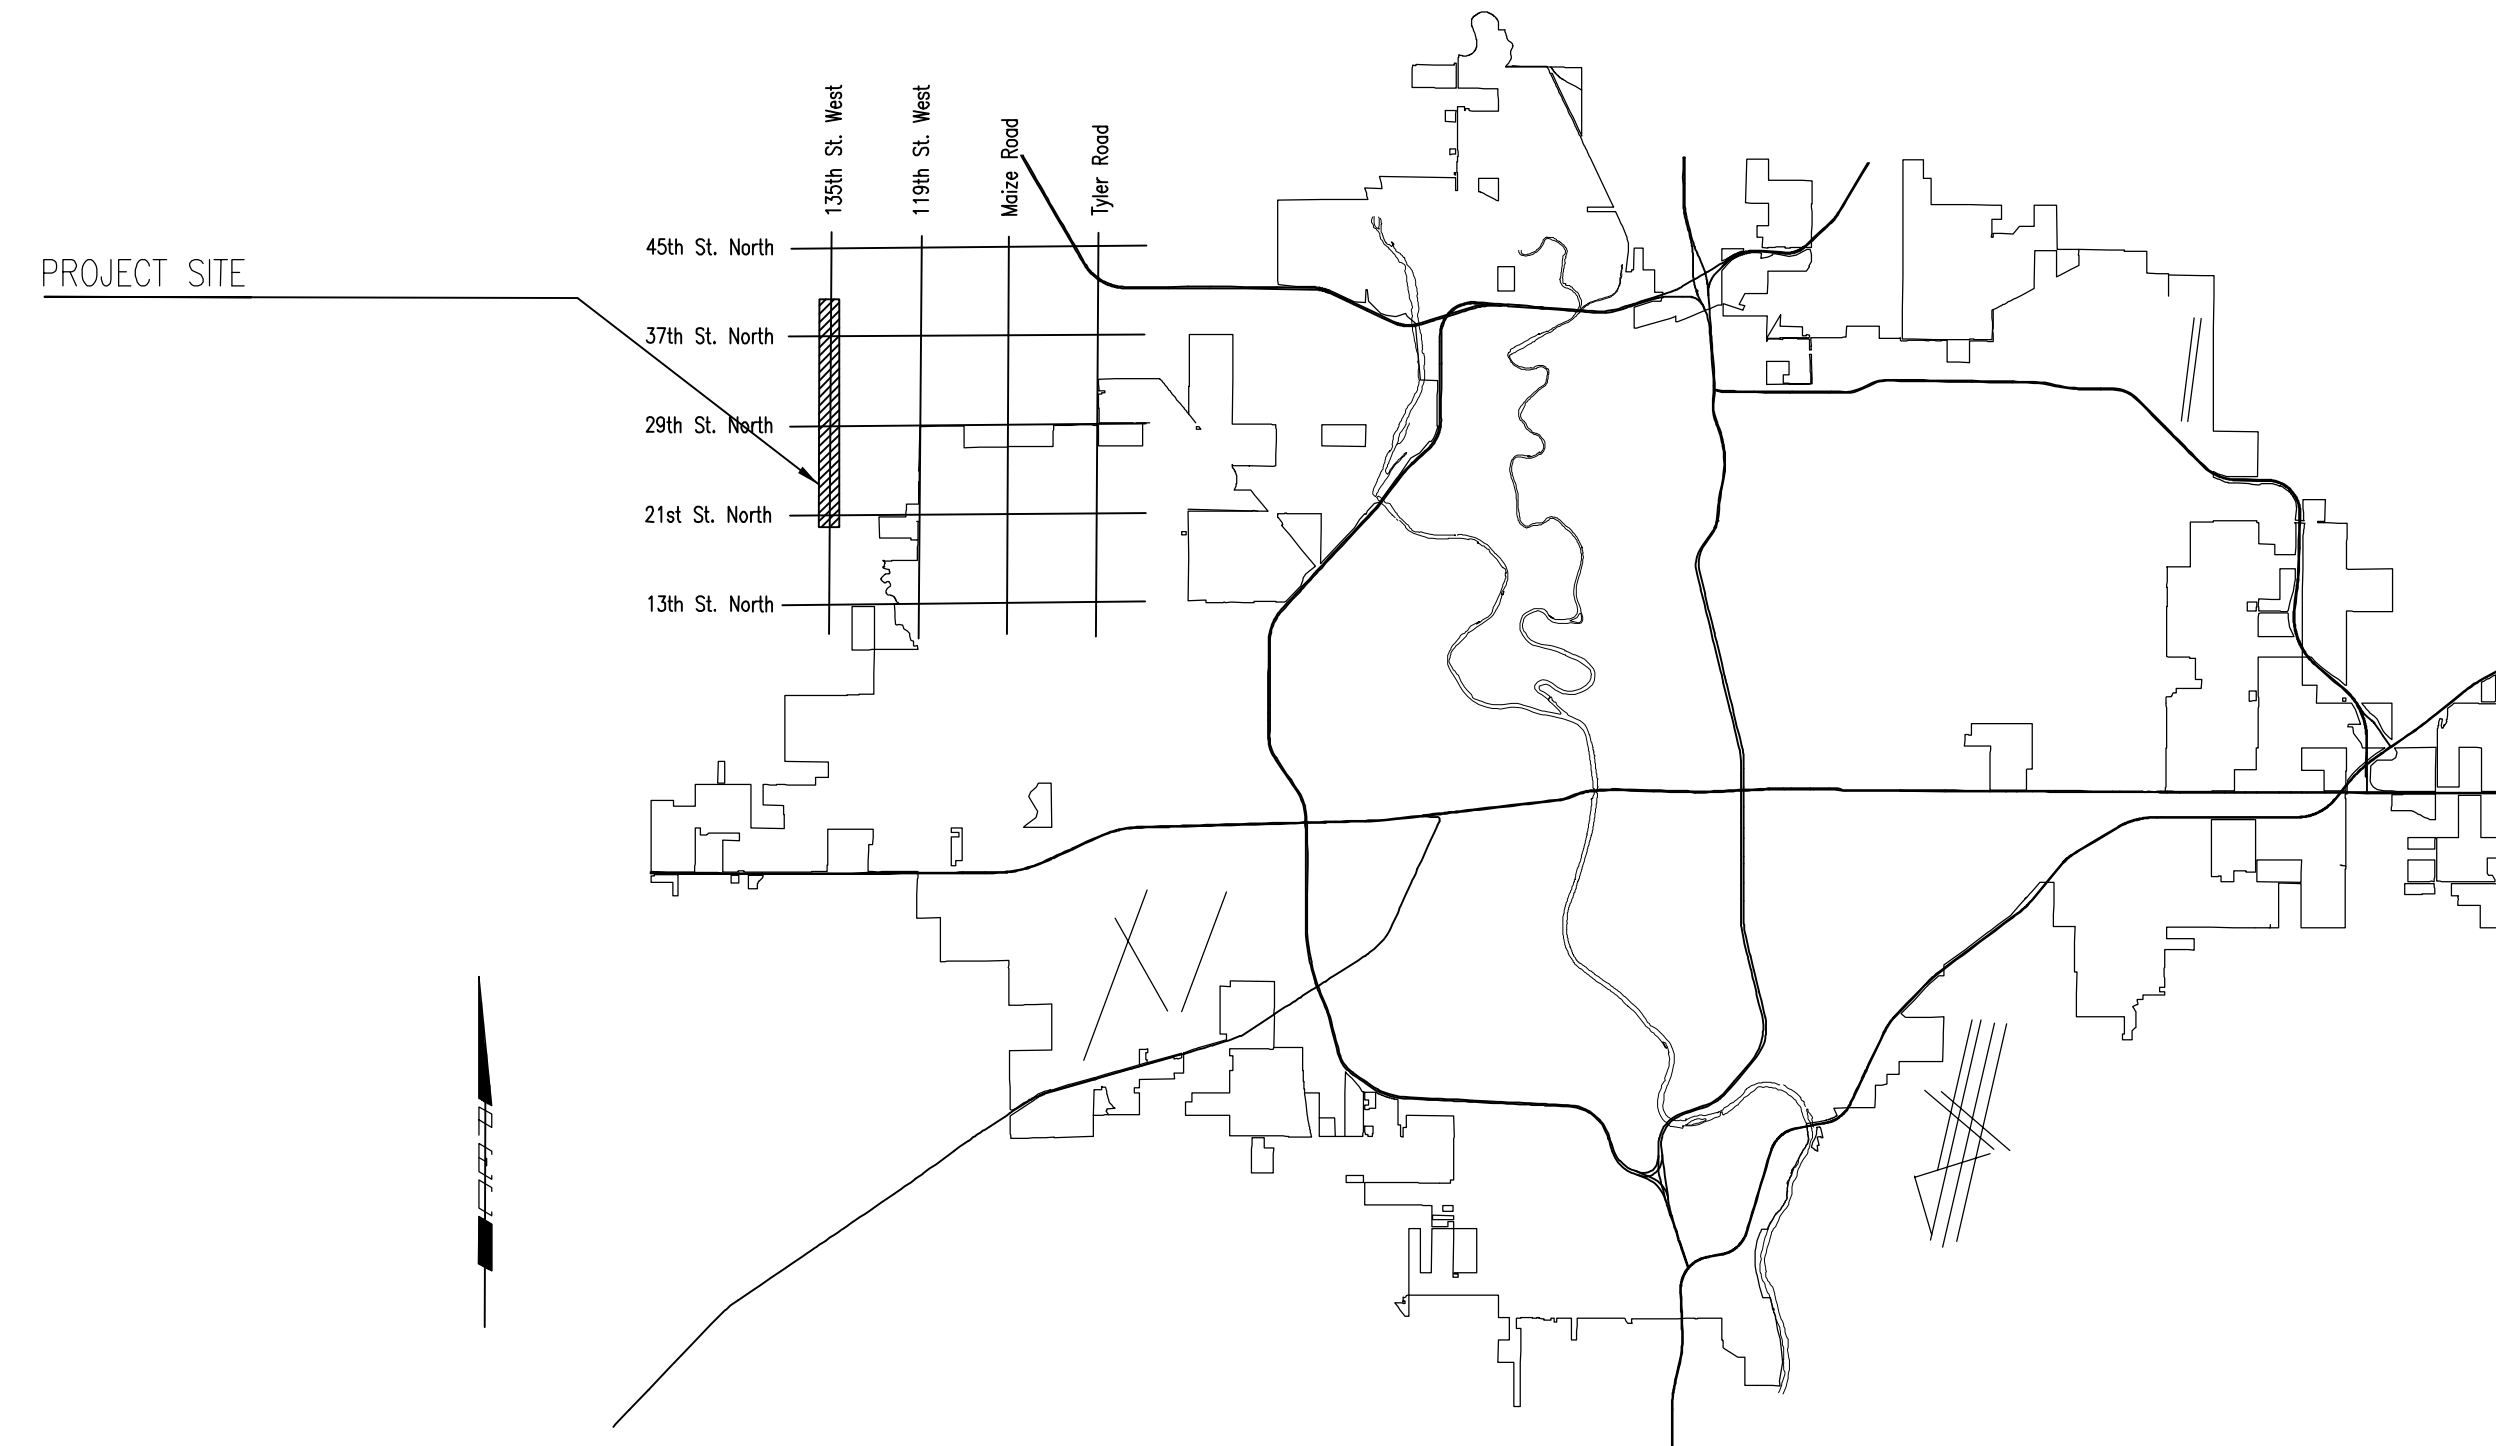 135th St. West
119th St. West
Maize Road
Tyler Road
45th St. North
PROJECT SITE
37th St. North
29th St. North
21st St. North
13th St. North